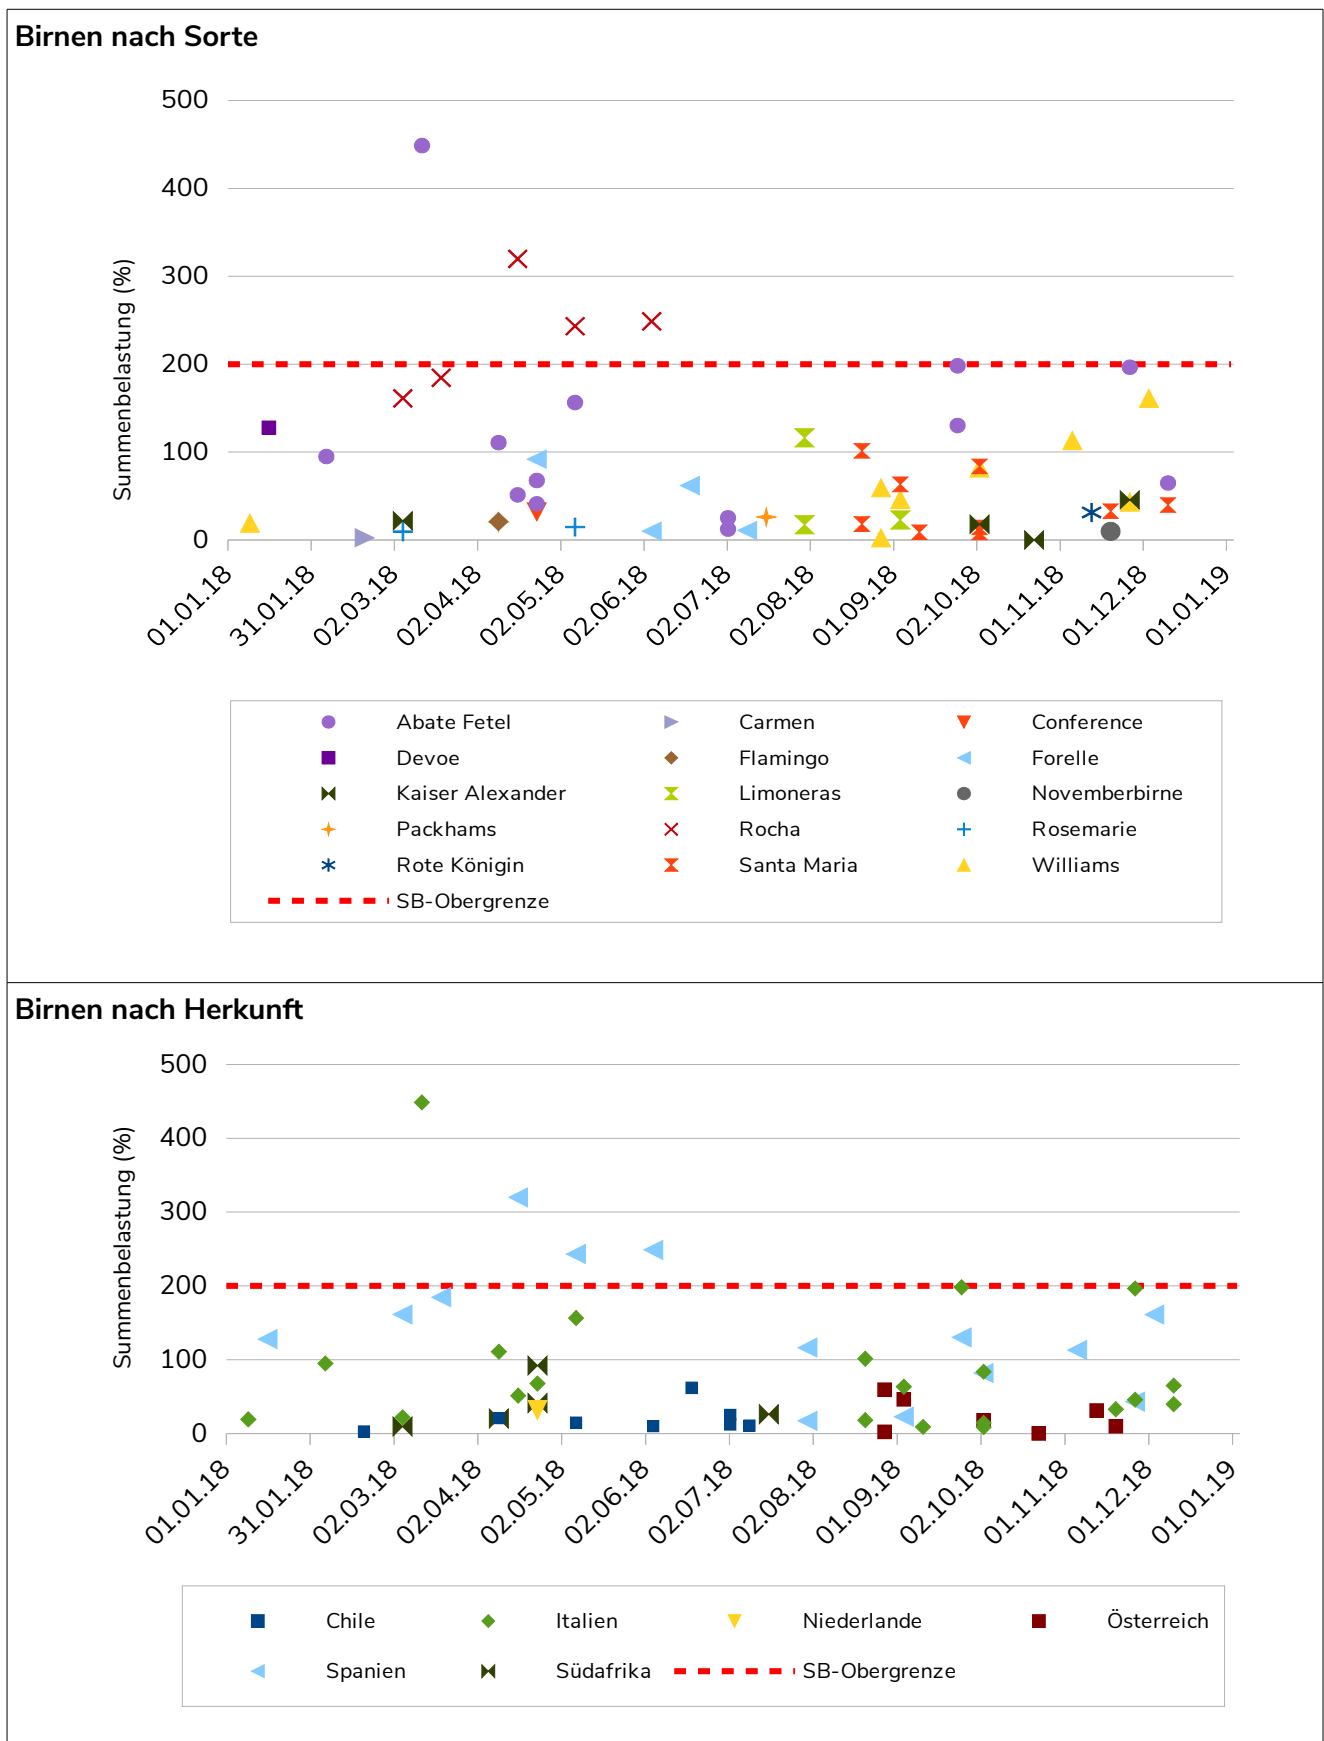 Birnen nach Sorte
500
400
300
200
100
0
Summenbelastung (%)
01.01.18 31.01.18 02.03.18 02.04.18 02.05.18 02.06.18 02.07.18 02.08.18 01.09.18 02.10.18 01.11.18 01.12.18 01.01.19
Abate Fetel Carmen Conference
Devoe Flamingo Forelle
Kaiser Alexander Limoneras Novemberbirne
Packhams Rocha Rosemarie
Rote Königin Santa Maria Williams
SB-Obergrenze
Birnen nach Herkunft
500
400
300
200
100
0
Summenbelastung (%)
01.01.18 31.01.18 02.03.18 02.04.18 02.05.18 02.06.18 02.07.18 02.08.18 01.09.18 02.10.18 01.11.18 01.12.18 01.01.19
Chile Italien Niederlande Österreich
Spanien Südafrika SB-Obergrenze